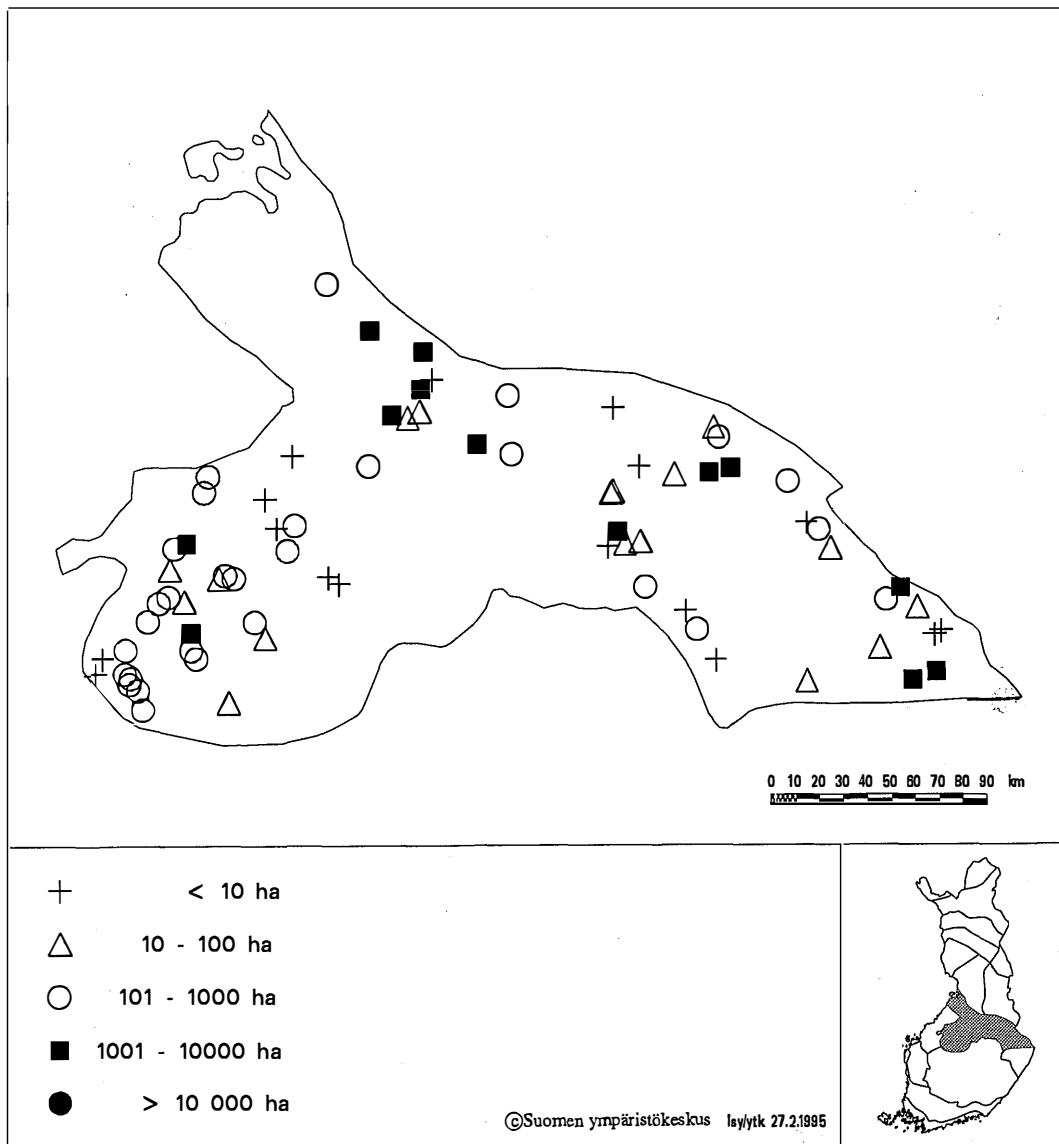 0 10 20 30 40 50 60 70 80 90 km
< 10 ha
10 - 100 ha
101 - 1000 ha
1001 - 10000 ha
> 10 000 ha
©Suomen ympäristökeskus lsy/ytk 27.2.1995